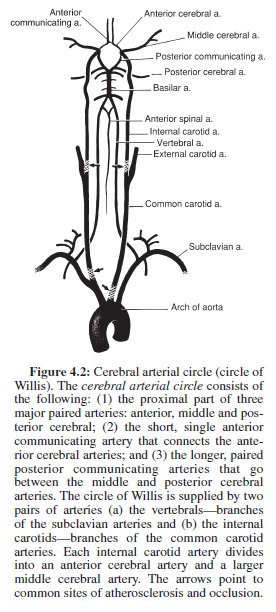 Anterior
communicating a.
Anterior cerebral a.
Middle cerebral a.
Posterior communicating a.
Posterior cerebral a.
Basilar a.
Anterior spinal a.
Internal carotid a.
Vertebral a.
External carotid a.
Common carotid a.
Subclavian a.
Arch of aorta
Figure 4.2: Cerebral arterial circle (circle of
Willis). The cerebral arterial circle consists of
the following: (1) the proximal part of three
major paired arteries: anterior, middle and pos-
terior cerebral; (2) the short, single anterior
communicating artery that connects the ante-
rior cerebral arteries; and (3) the longer, paired
posterior communicating arteries that go
between the middle and posterior cerebral
arteries. The circle of Willis is supplied by two
pairs of arteries (a) the vertebrals—branches
of the subclavian arteries and (b) the internal
carotids—branches of the common carotid
arteries. Each internal carotid artery divides
into an anterior cerebral artery and a larger
middle cerebral artery. The arrows point to
common sites of atherosclerosis and occlusion.